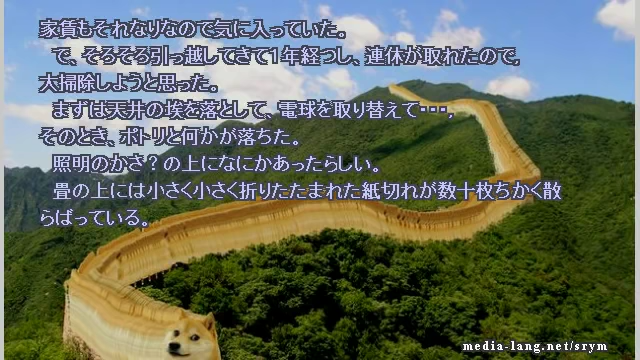 家賃もそれなりなので気に入っていた。
　で、そろそろ引っ越してきて1年経つし、連休が取れたので、
大掃除しようと思った。
　まずは天井の埃を落として、電球を取り替えて・・・,
そのとき、ポトリと何かが落ちた。
　照明のかさ？の上になにかあったらしい。
　畳の上には小さく小さく折りたたまれた紙切れが数十枚ちかく散
らばっている。
media-lang.net/srym